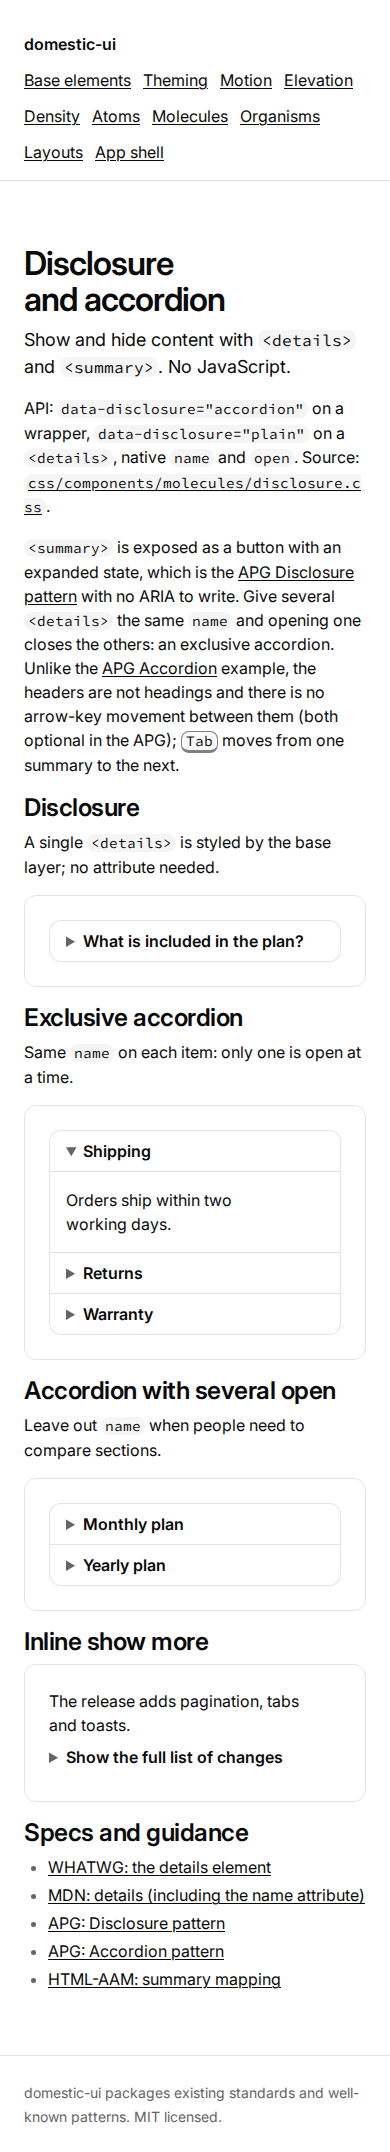 domestic-ui
Base elements Theming Motion Elevation
Density Atoms Molecules Organisms
Layouts App shell
Disclosure
and accordion
Show and hide content with <details>
and <summary>. No JavaScript.
API: data-disclosure="accordion" on a
wrapper, data-disclosure="plain" on a
<details>, native name and open. Source:
css/components/molecules/disclosure.c
ss.
<summary> is exposed as a button with an
expanded state, which is the APG Disclosure
pattern with no ARIA to write. Give several
<details> the same name and opening one
closes the others: an exclusive accordion.
Unlike the APG Accordion example, the
headers are not headings and there is no
arrow-key movement between them (both
optional in the APG); Tab moves from one
summary to the next.
Disclosure
A single <details> is styled by the base
layer; no attribute needed.
What is included in the plan?
Exclusive accordion
Same name on each item: only one is open at
a time.
Shipping
Orders ship within two
working days.
Returns
Warranty
Accordion with several open
Leave out name when people need to
compare sections.
Monthly plan
Yearly plan
Inline show more
The release adds pagination, tabs
and toasts.
Show the full list of changes
Specs and guidance
WHATWG: the details element
MDN: details (including the name attribute)
APG: Disclosure pattern
APG: Accordion pattern
HTML-AAM: summary mapping
domestic-ui packages existing standards and well-
known patterns. MIT licensed.